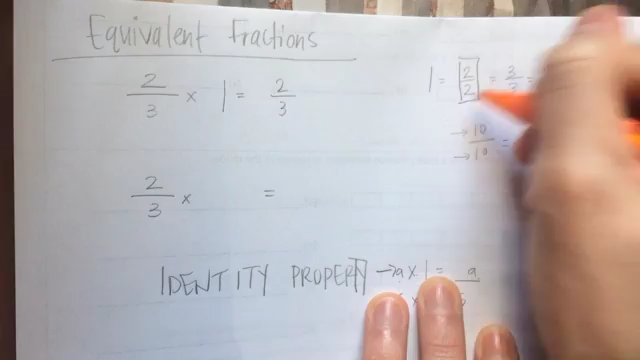 Equivalent Fractions
2/3 × 1 = 2/3
1 = 2/2 = 3/3 =
→ 10 / → 10 =
2/3 × =
IDENTITY PROPERTY → a × 1 = a